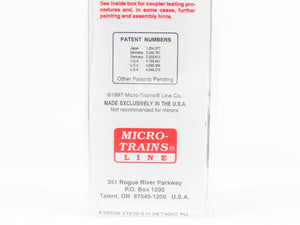 See inside box for coupler testing procedures
and, in some cases, further
painting and assembly hints.
PATENT NUMBERS
Japan
Germany
Germany
U.S.A.
U.S.A.
U.S.A.
Other Patents Pending
©1997 Micro-Trains® Line Co.
MADE EXCLUSIVELY IN THE U.S.A.
Not recommended for children
MICRO-
TRAINS®
LINE
351 Rogue River Parkway
P.O. Box 1200
Talent, OR 97540-1200 U.S.A.